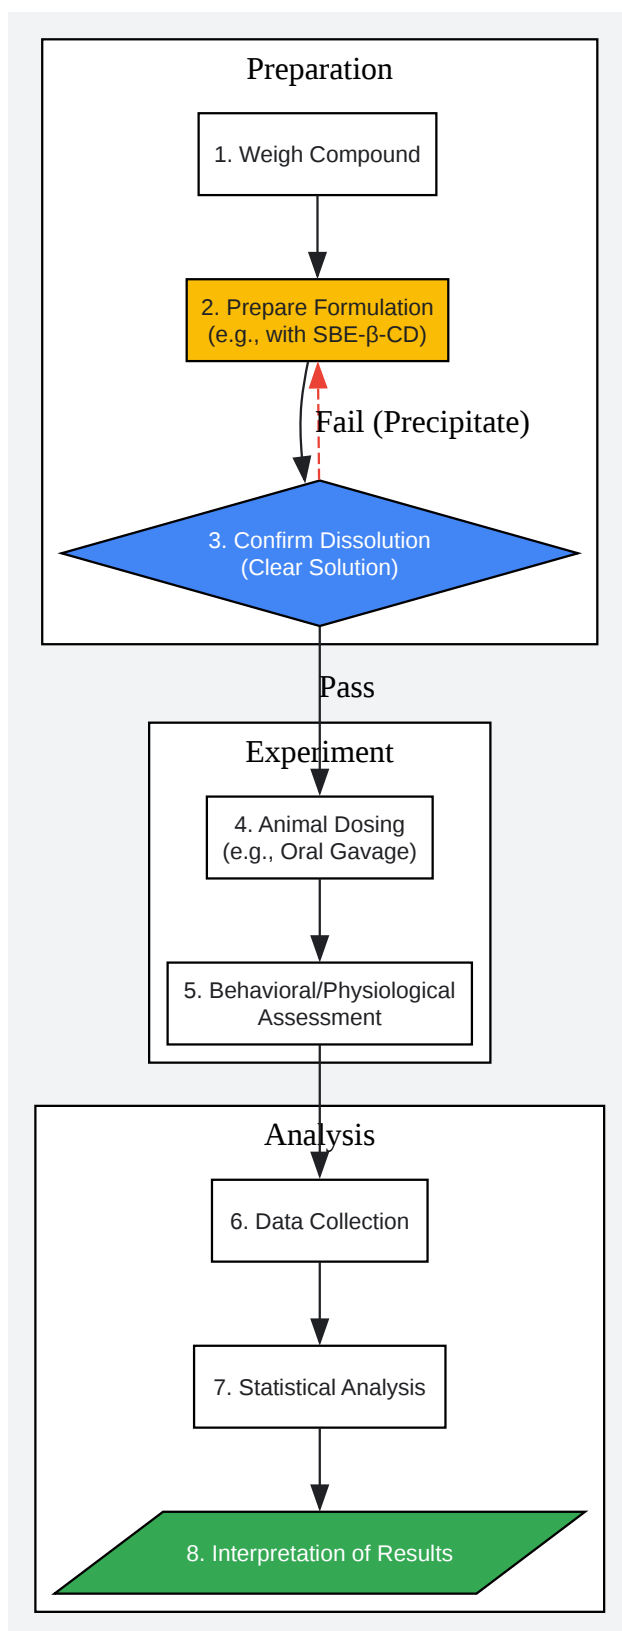 Preparation
1. Weigh Compound
2. Prepare Formulation
(e.g., with SBE-β-CD)
Fail (Precipitate)
3. Confirm Dissolution
(Clear Solution)
Pass
Experiment
4. Animal Dosing
(e.g., Oral Gavage)
5. Behavioral/Physiological
Assessment
Analysis
6. Data Collection
7. Statistical Analysis
8. Interpretation of Results